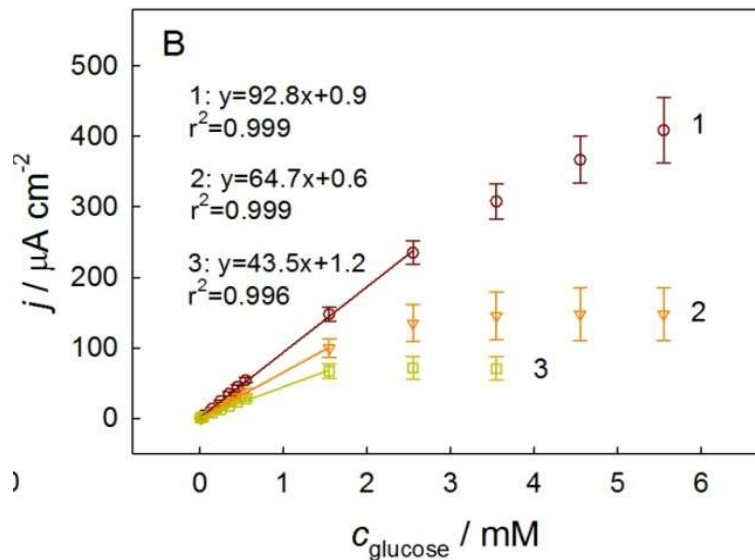 B
500
400
300
200
100
0
j / μA cm⁻²
1: y=92.8x+0.9
r²=0.999
2: y=64.7x+0.6
r²=0.999
3: y=43.5x+1.2
r²=0.996
1
2
3
0 1 2 3 4 5 6
c glucose / mM